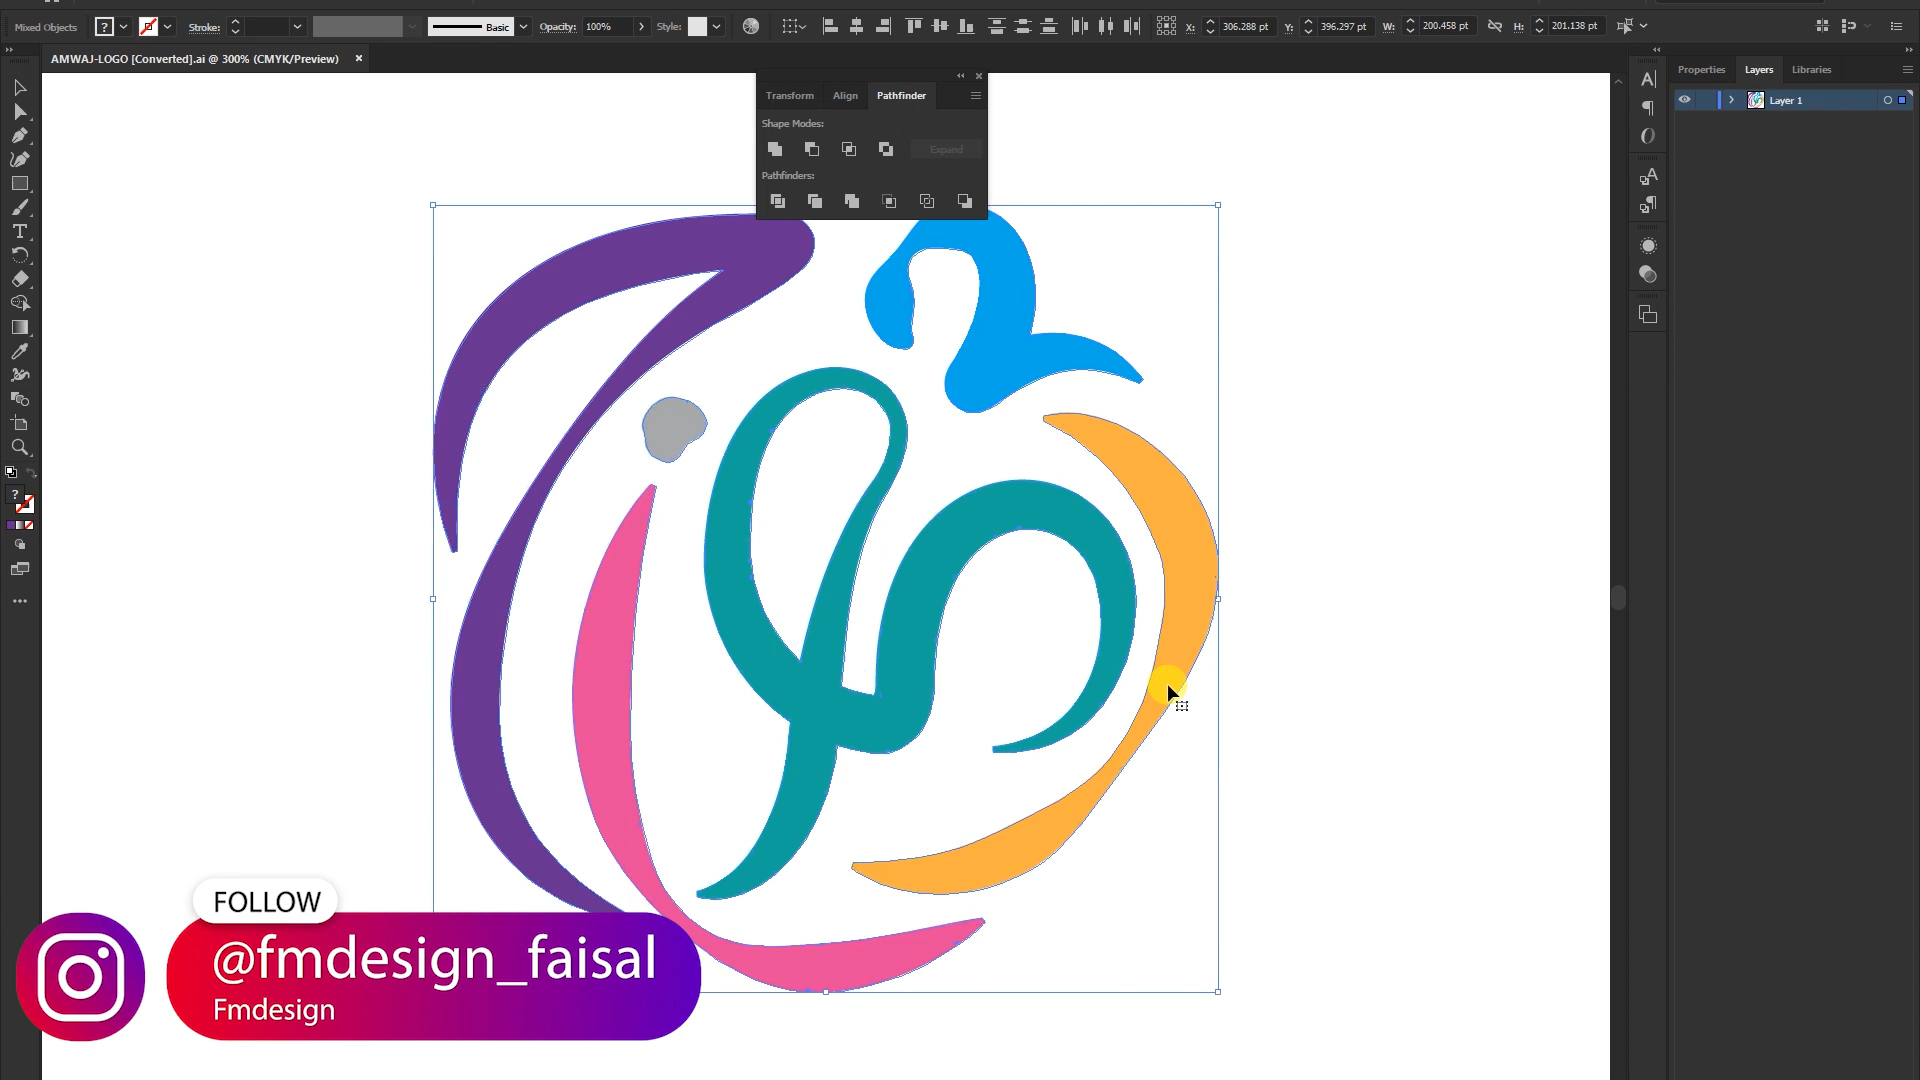 Mixed Objects
?
Stroke:
Basic
Opacity:
100%
Style:
X:
306.288 pt
Y:
396.297 pt
W:
200.458 pt
H:
201.138 pt
AMWAJ-LOGO [Converted].ai @ 300% (CMYK/Preview)
Transform
Align
Pathfinder
Shape Modes:
Expand
Pathfinders:
Properties
Layers
Libraries
Layer 1
?
FOLLOW
@fmdesign_faisal
Fmdesign